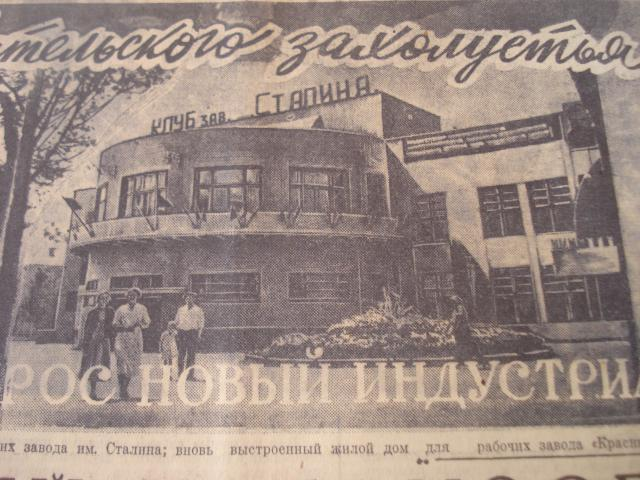 тельского захолустья
КЛУБ ЗАВ. СТАЛИНА.
РОС НОВЫЙ ИНДУСТРИА
их завода им. Сталина; вновь выстроенный жилой дом для рабочих завода «Красн